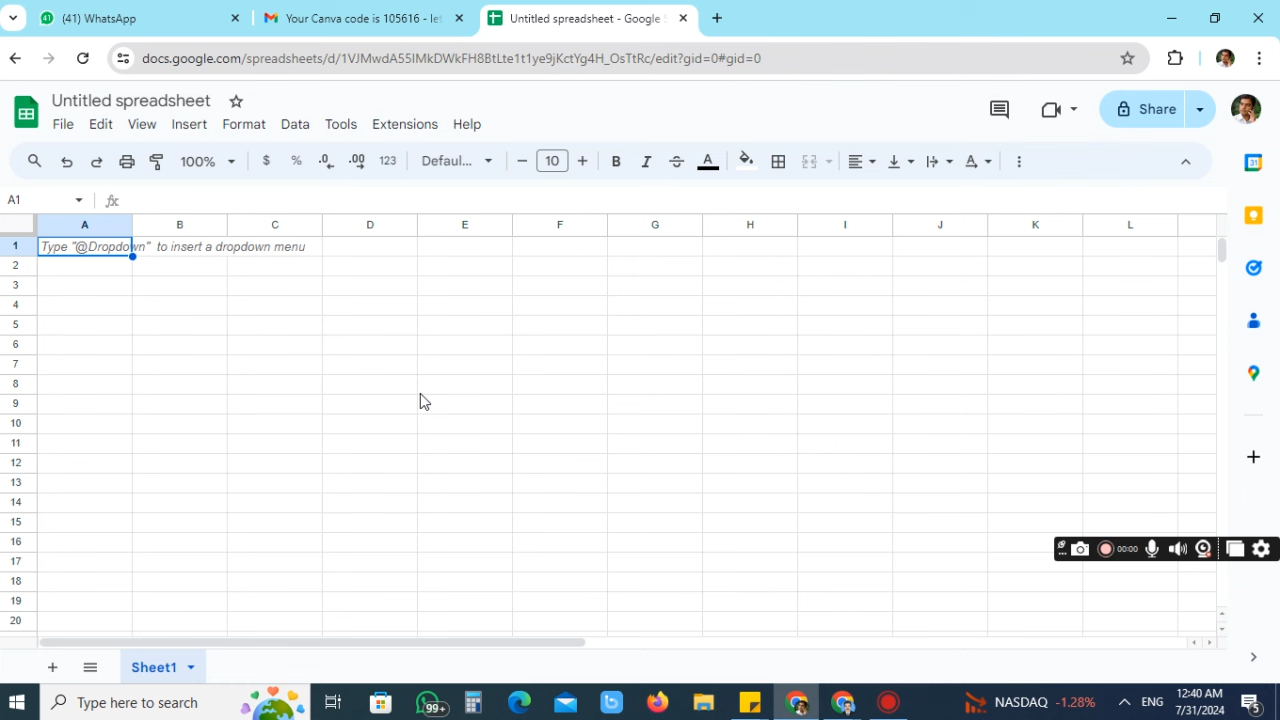 (41) WhatsApp
Your Canva code is 105616 - let
Untitled spreadsheet - Google S
docs.google.com/spreadsheets/d/1VJMwdA55IMkDWkFH8BtLte1t1ye9jKctYg4H_OsTtRc/edit?gid=0#gid=0
Untitled spreadsheet
File Edit View Insert Format Data Tools Extensions Help
Share
100% $ % .0 .00 123 Defaul... 10 B I S A
A1 fx
A B C D E F G H I J K L
1 Type "@Dropdown" to insert a dropdown menu
2
3
4
5
6
7
8
9
10
11
12
13
14
15
16
17
18
19
20
00:00
Sheet1
Type here to search
99+
NASDAQ -1.28%
ENG
12:40 AM
7/31/2024
5